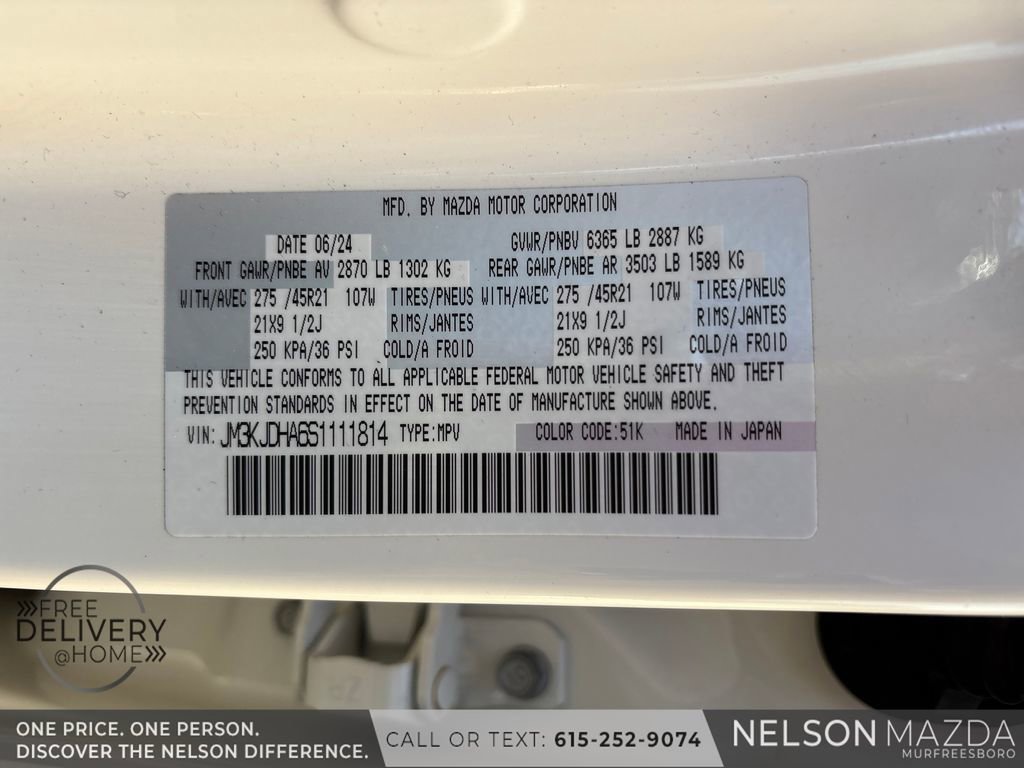 MFD. BY MAZDA MOTOR CORPORATION
DATE 06/24 GVWR/PNBV 6365 LB 2887 KG
FRONT GAWR/PNBE AV 2870 LB 1302 KG REAR GAWR/PNBE AR 3503 LB 1589 KG
WITH/AVEC 275 /45R21 107W TIRES/PNEUS WITH/AVEC 275 /45R21 107W TIRES/PNEUS
21X9 1/2J RIMS/JANTES 21X9 1/2J RIMS/JANTES
250 KPA/36 PSI COLD/A FROID 250 KPA/36 PSI COLD/A FROID
THIS VEHICLE CONFORMS TO ALL APPLICABLE FEDERAL MOTOR VEHICLE SAFETY AND THEFT
PREVENTION STANDARDS IN EFFECT ON THE DATE OF MANUFACTURE SHOWN ABOVE.
VIN: JM3KJDHA6S1111814 TYPE:MPV COLOR CODE:51K MADE IN JAPAN
FREE
DELIVERY
@HOME
ONE PRICE. ONE PERSON.
DISCOVER THE NELSON DIFFERENCE.
CALL OR TEXT: 615-252-9074
NELSON MAZDA
MURFREESBORO